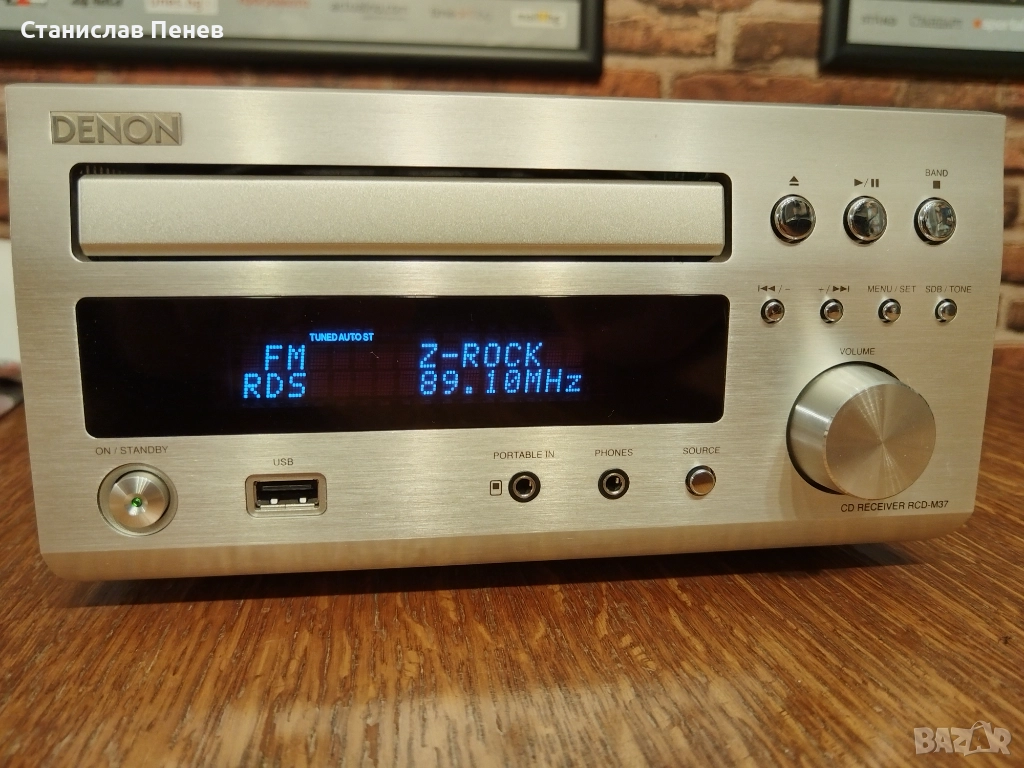 Станислав Пенев
DENON
BAND
MENU / SET
SDB / TONE
VOLUME
TUNED AUTO ST
FM
Z-ROCK
RDS
89.10MHz
ON / STANDBY
USB
PORTABLE IN
PHONES
SOURCE
CD RECEIVER RCD-M37
BAZAR